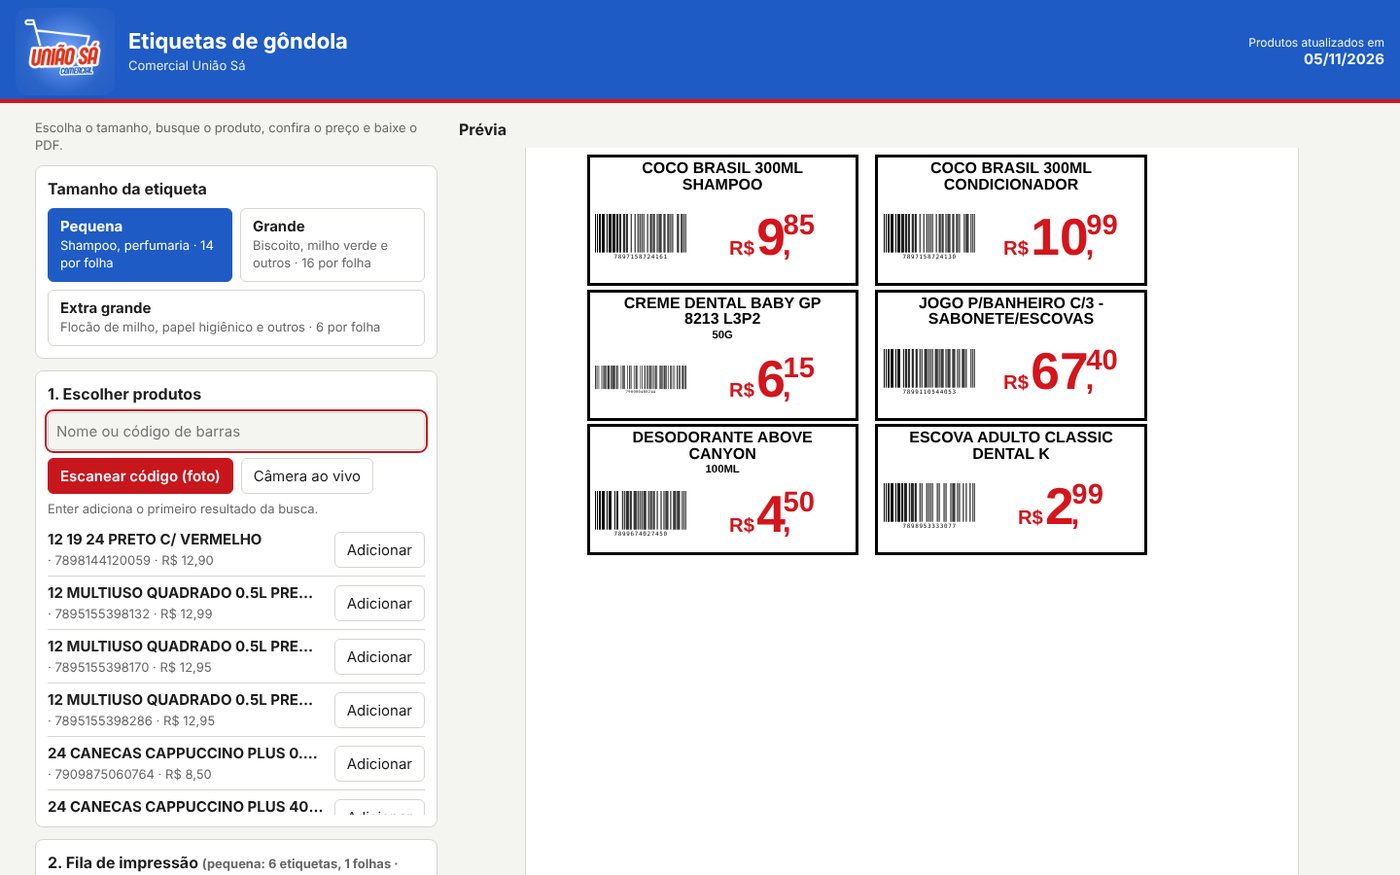 UNIÃO SÁ
COMERCIAL
Etiquetas de gôndola
Comercial União Sá
Produtos atualizados em
05/11/2026
Escolha o tamanho, busque o produto, confira o preço e baixe o
PDF.
Tamanho da etiqueta
Pequena
Shampoo, perfumaria · 14
por folha
Grande
Biscoito, milho verde e
outros · 16 por folha
Extra grande
Flocão de milho, papel higiênico e outros · 6 por folha
1. Escolher produtos
Nome ou código de barras
Escanear código (foto)
Câmera ao vivo
Enter adiciona o primeiro resultado da busca.
12 19 24 PRETO C/ VERMELHO
· 7898144120059 · R$ 12,90
Adicionar
12 MULTIUSO QUADRADO 0.5L PRE...
· 7895155398132 · R$ 12,99
Adicionar
12 MULTIUSO QUADRADO 0.5L PRE...
· 7895155398170 · R$ 12,95
Adicionar
12 MULTIUSO QUADRADO 0.5L PRE...
· 7895155398286 · R$ 12,95
Adicionar
24 CANECAS CAPPUCCINO PLUS 0....
· 7909875060764 · R$ 8,50
Adicionar
24 CANECAS CAPPUCCINO PLUS 40...
Adicionar
2. Fila de impressão (pequena: 6 etiquetas, 1 folhas ·
Prévia
COCO BRASIL 300ML
SHAMPOO
7897158724161
R$ 9,85
COCO BRASIL 300ML
CONDICIONADOR
7897158724130
R$ 10,99
CREME DENTAL BABY GP
8213 L3P2
50G
R$ 6,15
JOGO P/BANHEIRO C/3 -
SABONETE/ESCOVAS
7899110544053
R$ 67,40
DESODORANTE ABOVE
CANYON
100ML
7899674027450
R$ 4,50
ESCOVA ADULTO CLASSIC
DENTAL K
7898953333077
R$ 2,99